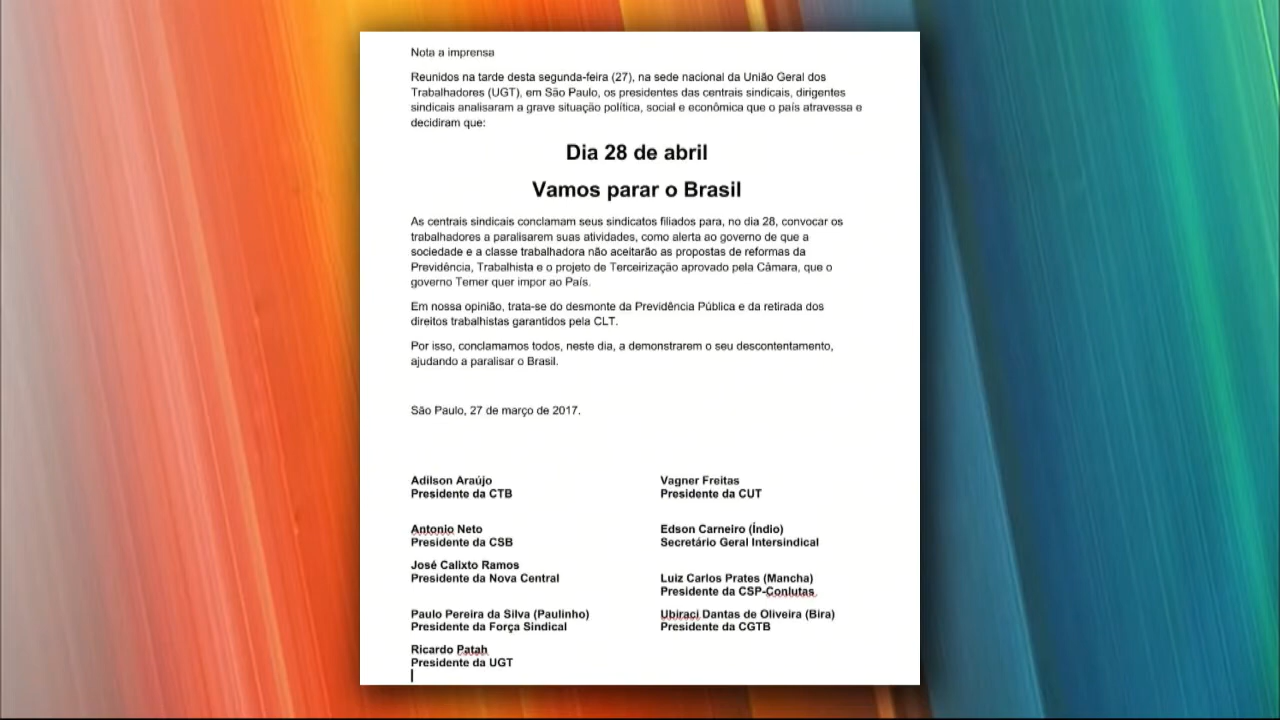 Nota a imprensa
Reunidos na tarde desta segunda-feira (27), na sede nacional da União Geral dos
Trabalhadores (UGT), em São Paulo, os presidentes das centrais sindicais, dirigentes
sindicais analisaram a grave situação política, social e econômica que o país atravessa e
decidiram que:
Dia 28 de abril
Vamos parar o Brasil
As centrais sindicais conclamam seus sindicatos filiados para, no dia 28, convocar os
trabalhadores a paralisarem suas atividades, como alerta ao governo de que a
sociedade e a classe trabalhadora não aceitarão as propostas de reformas da
Previdência, Trabalhista e o projeto de Terceirização aprovado pela Câmara, que o
governo Temer quer impor ao País.
Em nossa opinião, trata-se do desmonte da Previdência Pública e da retirada dos
direitos trabalhistas garantidos pela CLT.
Por isso, conclamamos todos, neste dia, a demonstrarem o seu descontentamento,
ajudando a paralisar o Brasil.
São Paulo, 27 de março de 2017.
Adilson Araújo
Presidente da CTB
Vagner Freitas
Presidente da CUT
Antonio Neto
Presidente da CSB
Edson Carneiro (Índio)
Secretário Geral Intersindical
José Calixto Ramos
Presidente da Nova Central
Luiz Carlos Prates (Mancha)
Presidente da CSP-Conlutas
Paulo Pereira da Silva (Paulinho)
Presidente da Força Sindical
Ubiraci Dantas de Oliveira (Bira)
Presidente da CGTB
Ricardo Patah
Presidente da UGT